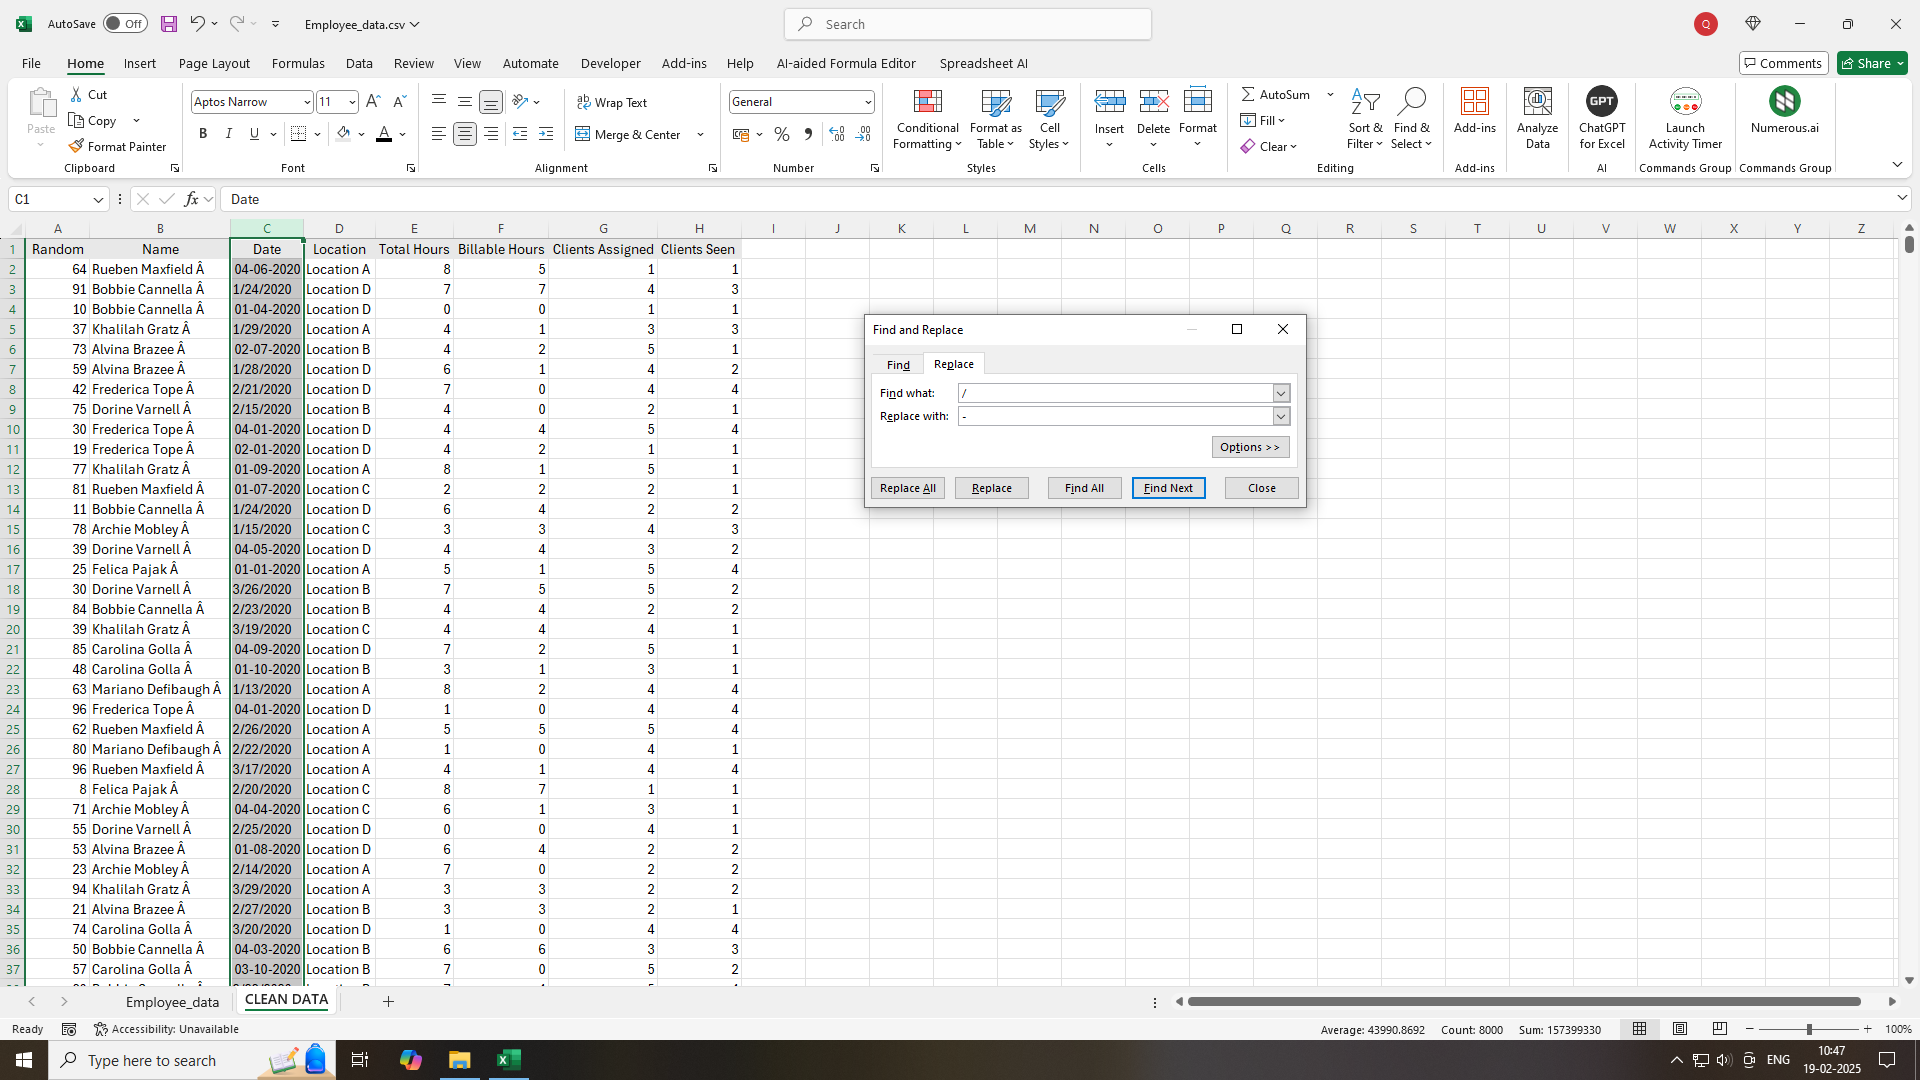 AutoSave Off Employee_data.csv Search Q
File Home Insert Page Layout Formulas Data Review View Automate Developer Add-ins Help AI-aided Formula Editor Spreadsheet AI Comments Share
Paste Cut Copy Format Painter Clipboard
Aptos Narrow 11 B I U A Font
Wrap Text Merge & Center Alignment
General % Number
Conditional Formatting Format as Table Cell Styles Styles
Insert Delete Format Cells
AutoSum Fill Clear Sort & Filter Find & Select Editing
Add-ins Add-ins
Analyze Data
GPT ChatGPT for Excel AI
Launch Activity Timer Commands Group
Numerous.ai Commands Group
C1 fx Date
A B C D E F G H I J K L M N O P Q R S T U V W X Y Z
1 Random Name Date Location Total Hours Billable Hours Clients Assigned Clients Seen
2 64 Rueben Maxfield Â 04-06-2020 Location A 8 5 1 1
3 91 Bobbie Cannella Â 1/24/2020 Location D 7 7 4 3
4 10 Bobbie Cannella Â 01-04-2020 Location D 0 0 1 1
5 37 Khalilah Gratz Â 1/29/2020 Location A 4 1 3 3
6 73 Alvina Brazee Â 02-07-2020 Location B 4 2 5 1
7 59 Alvina Brazee Â 1/28/2020 Location D 6 1 4 2
8 42 Frederica Tope Â 2/21/2020 Location D 7 0 4 4
9 75 Dorine Varnell Â 2/15/2020 Location B 4 0 2 1
10 30 Frederica Tope Â 04-01-2020 Location D 4 4 5 4
11 19 Frederica Tope Â 02-01-2020 Location D 4 2 1 1
12 77 Khalilah Gratz Â 01-09-2020 Location A 8 1 5 1
13 81 Rueben Maxfield Â 01-07-2020 Location C 2 2 2 1
14 11 Bobbie Cannella Â 1/24/2020 Location D 6 4 2 2
15 78 Archie Mobley Â 1/15/2020 Location C 3 3 4 3
16 39 Dorine Varnell Â 04-05-2020 Location D 4 4 3 2
17 25 Felica Pajak Â 01-01-2020 Location A 5 1 5 4
18 30 Dorine Varnell Â 3/26/2020 Location B 7 5 5 2
19 84 Bobbie Cannella Â 2/23/2020 Location B 4 4 2 2
20 39 Khalilah Gratz Â 3/19/2020 Location C 4 4 4 1
21 85 Carolina Golla Â 04-09-2020 Location D 7 2 5 1
22 48 Carolina Golla Â 01-10-2020 Location B 3 1 3 1
23 63 Mariano Defibaugh Â 1/13/2020 Location A 8 2 4 4
24 96 Frederica Tope Â 04-01-2020 Location D 1 0 4 4
25 62 Rueben Maxfield Â 2/26/2020 Location A 5 5 5 4
26 80 Mariano Defibaugh Â 2/22/2020 Location A 1 0 4 1
27 96 Rueben Maxfield Â 3/17/2020 Location A 4 1 4 4
28 8 Felica Pajak Â 2/20/2020 Location C 8 7 1 1
29 71 Archie Mobley Â 04-04-2020 Location C 6 1 3 1
30 55 Dorine Varnell Â 2/25/2020 Location D 0 0 4 1
31 53 Alvina Brazee Â 01-08-2020 Location D 6 4 2 2
32 23 Archie Mobley Â 2/14/2020 Location A 7 0 2 2
33 94 Khalilah Gratz Â 3/29/2020 Location A 3 3 2 2
34 21 Alvina Brazee Â 2/27/2020 Location B 3 3 2 1
35 74 Carolina Golla Â 3/20/2020 Location D 1 0 4 4
36 50 Bobbie Cannella Â 04-03-2020 Location B 6 6 3 3
37 57 Carolina Golla Â 03-10-2020 Location B 7 0 5 2
Find and Replace
Find Replace
Find what: /
Replace with: -
Options >>
Replace All Replace Find All Find Next Close
Employee_data CLEAN DATA
Ready Accessibility: Unavailable Average: 43990.8692 Count: 8000 Sum: 157399330 100%
Type here to search ENG 10:47
19-02-2025